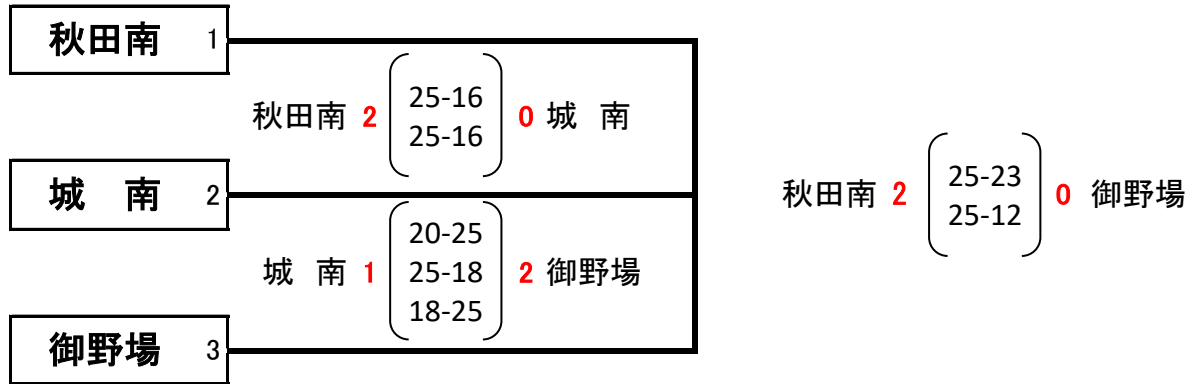 秋田南 1
秋田南 2 25-16 0 城 南
25-16
城 南 2
秋田南 2 25-23 0 御野場
25-12
20-25
城 南 1 25-18 2 御野場
18-25
御野場 3